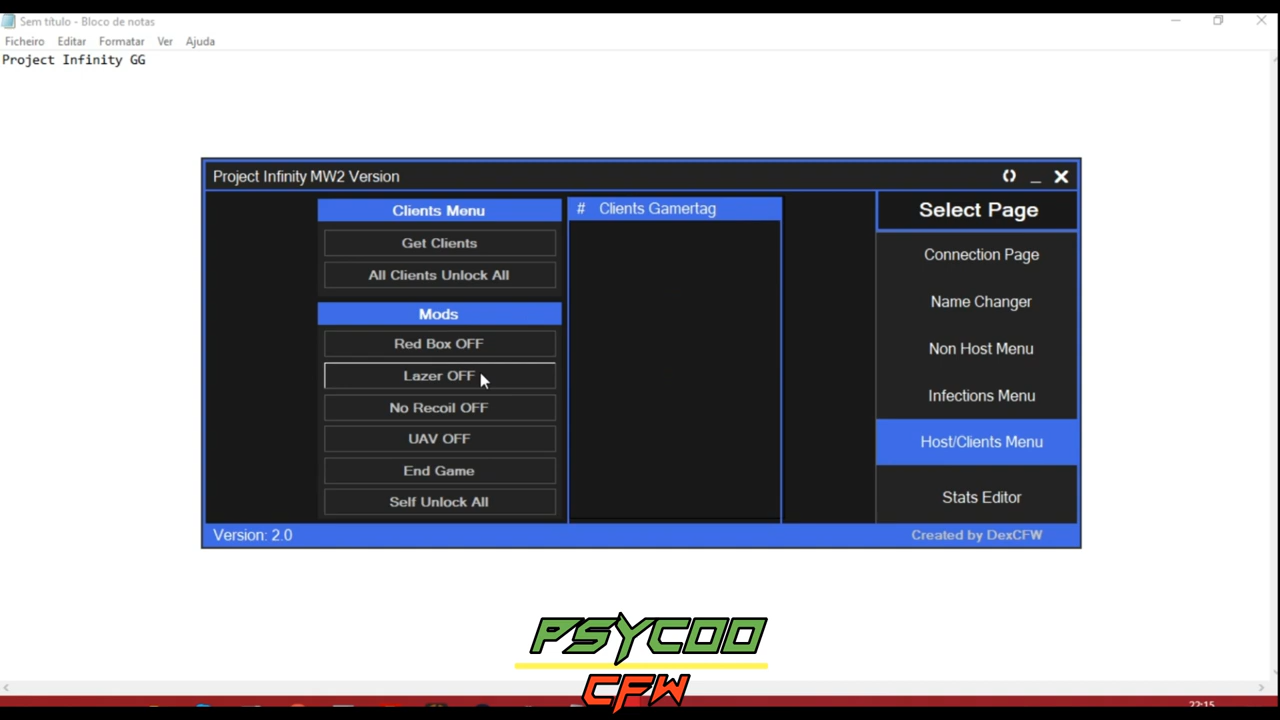 Sem título - Bloco de notas
Ficheiro Editar Formatar Ver Ajuda
Project Infinity GG
Project Infinity MW2 Version
Clients Menu
Get Clients
All Clients Unlock All
Mods
Red Box OFF
Lazer OFF
No Recoil OFF
UAV OFF
End Game
Self Unlock All
# Clients Gamertag
Select Page
Connection Page
Name Changer
Non Host Menu
Infections Menu
Host/Clients Menu
Stats Editor
Version: 2.0
Created by DexCFW
PSYCOO
CFW
22:15